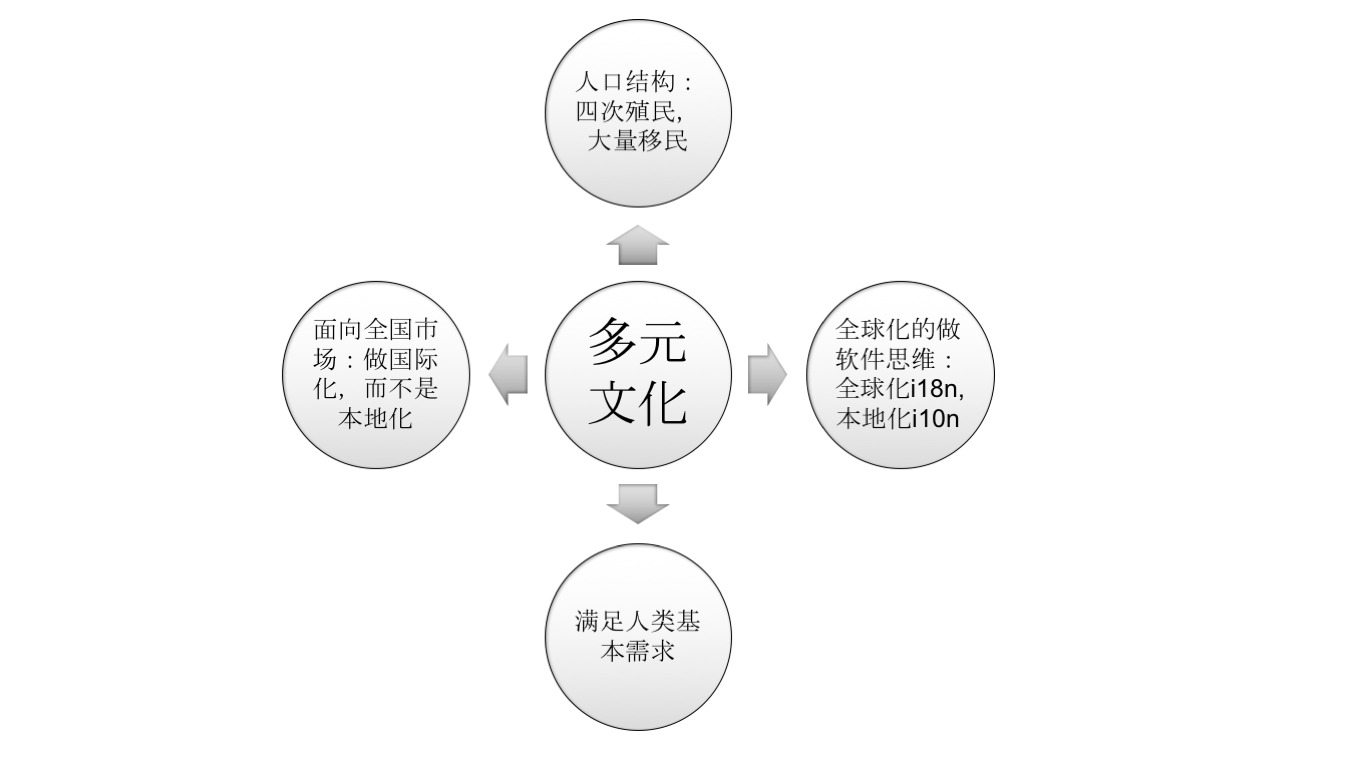 人口结构：
四次殖民，
大量移民
面向全国市
场：做国际
化，而不是
本地化
多元
文化
全球化的做
软件思维：
全球化i18n,
本地化i10n
满足人类基
本需求